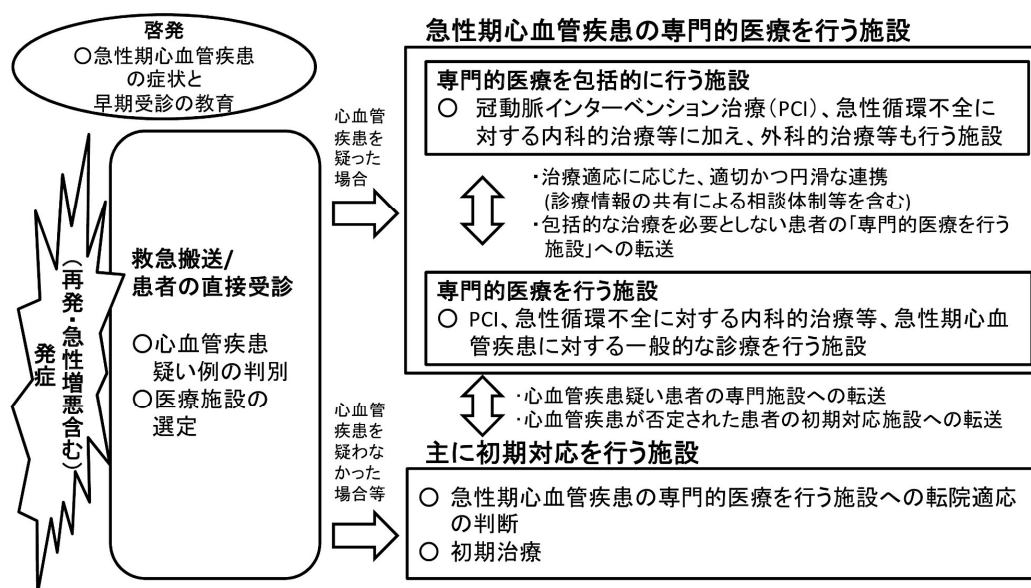 啓発
○急性期心血管疾患
の症状と
早期受診の教育
発症
(再発・急性増悪含む)
救急搬送/
患者の直接受診
○心血管疾患
疑い例の判別
○医療施設の
選定
心血管
疾患を
疑った
場合
心血管
疾患を
疑わな
かった
場合等
急性期心血管疾患の専門的医療を行う施設
専門的医療を包括的に行う施設
○ 冠動脈インターベンション治療(PCI)、急性循環不全に
対する内科的治療等に加え、外科的治療等も行う施設
・治療適応に応じた、適切かつ円滑な連携
(診療情報の共有による相談体制等を含む)
・包括的な治療を必要としない患者の「専門的医療を行う
施設」への転送
専門的医療を行う施設
○ PCI、急性循環不全に対する内科的治療等、急性期心血
管疾患に対する一般的な診療を行う施設
・心血管疾患疑い患者の専門施設への転送
・心血管疾患が否定された患者の初期対応施設への転送
主に初期対応を行う施設
○ 急性期心血管疾患の専門的医療を行う施設への転院適応
の判断
○ 初期治療